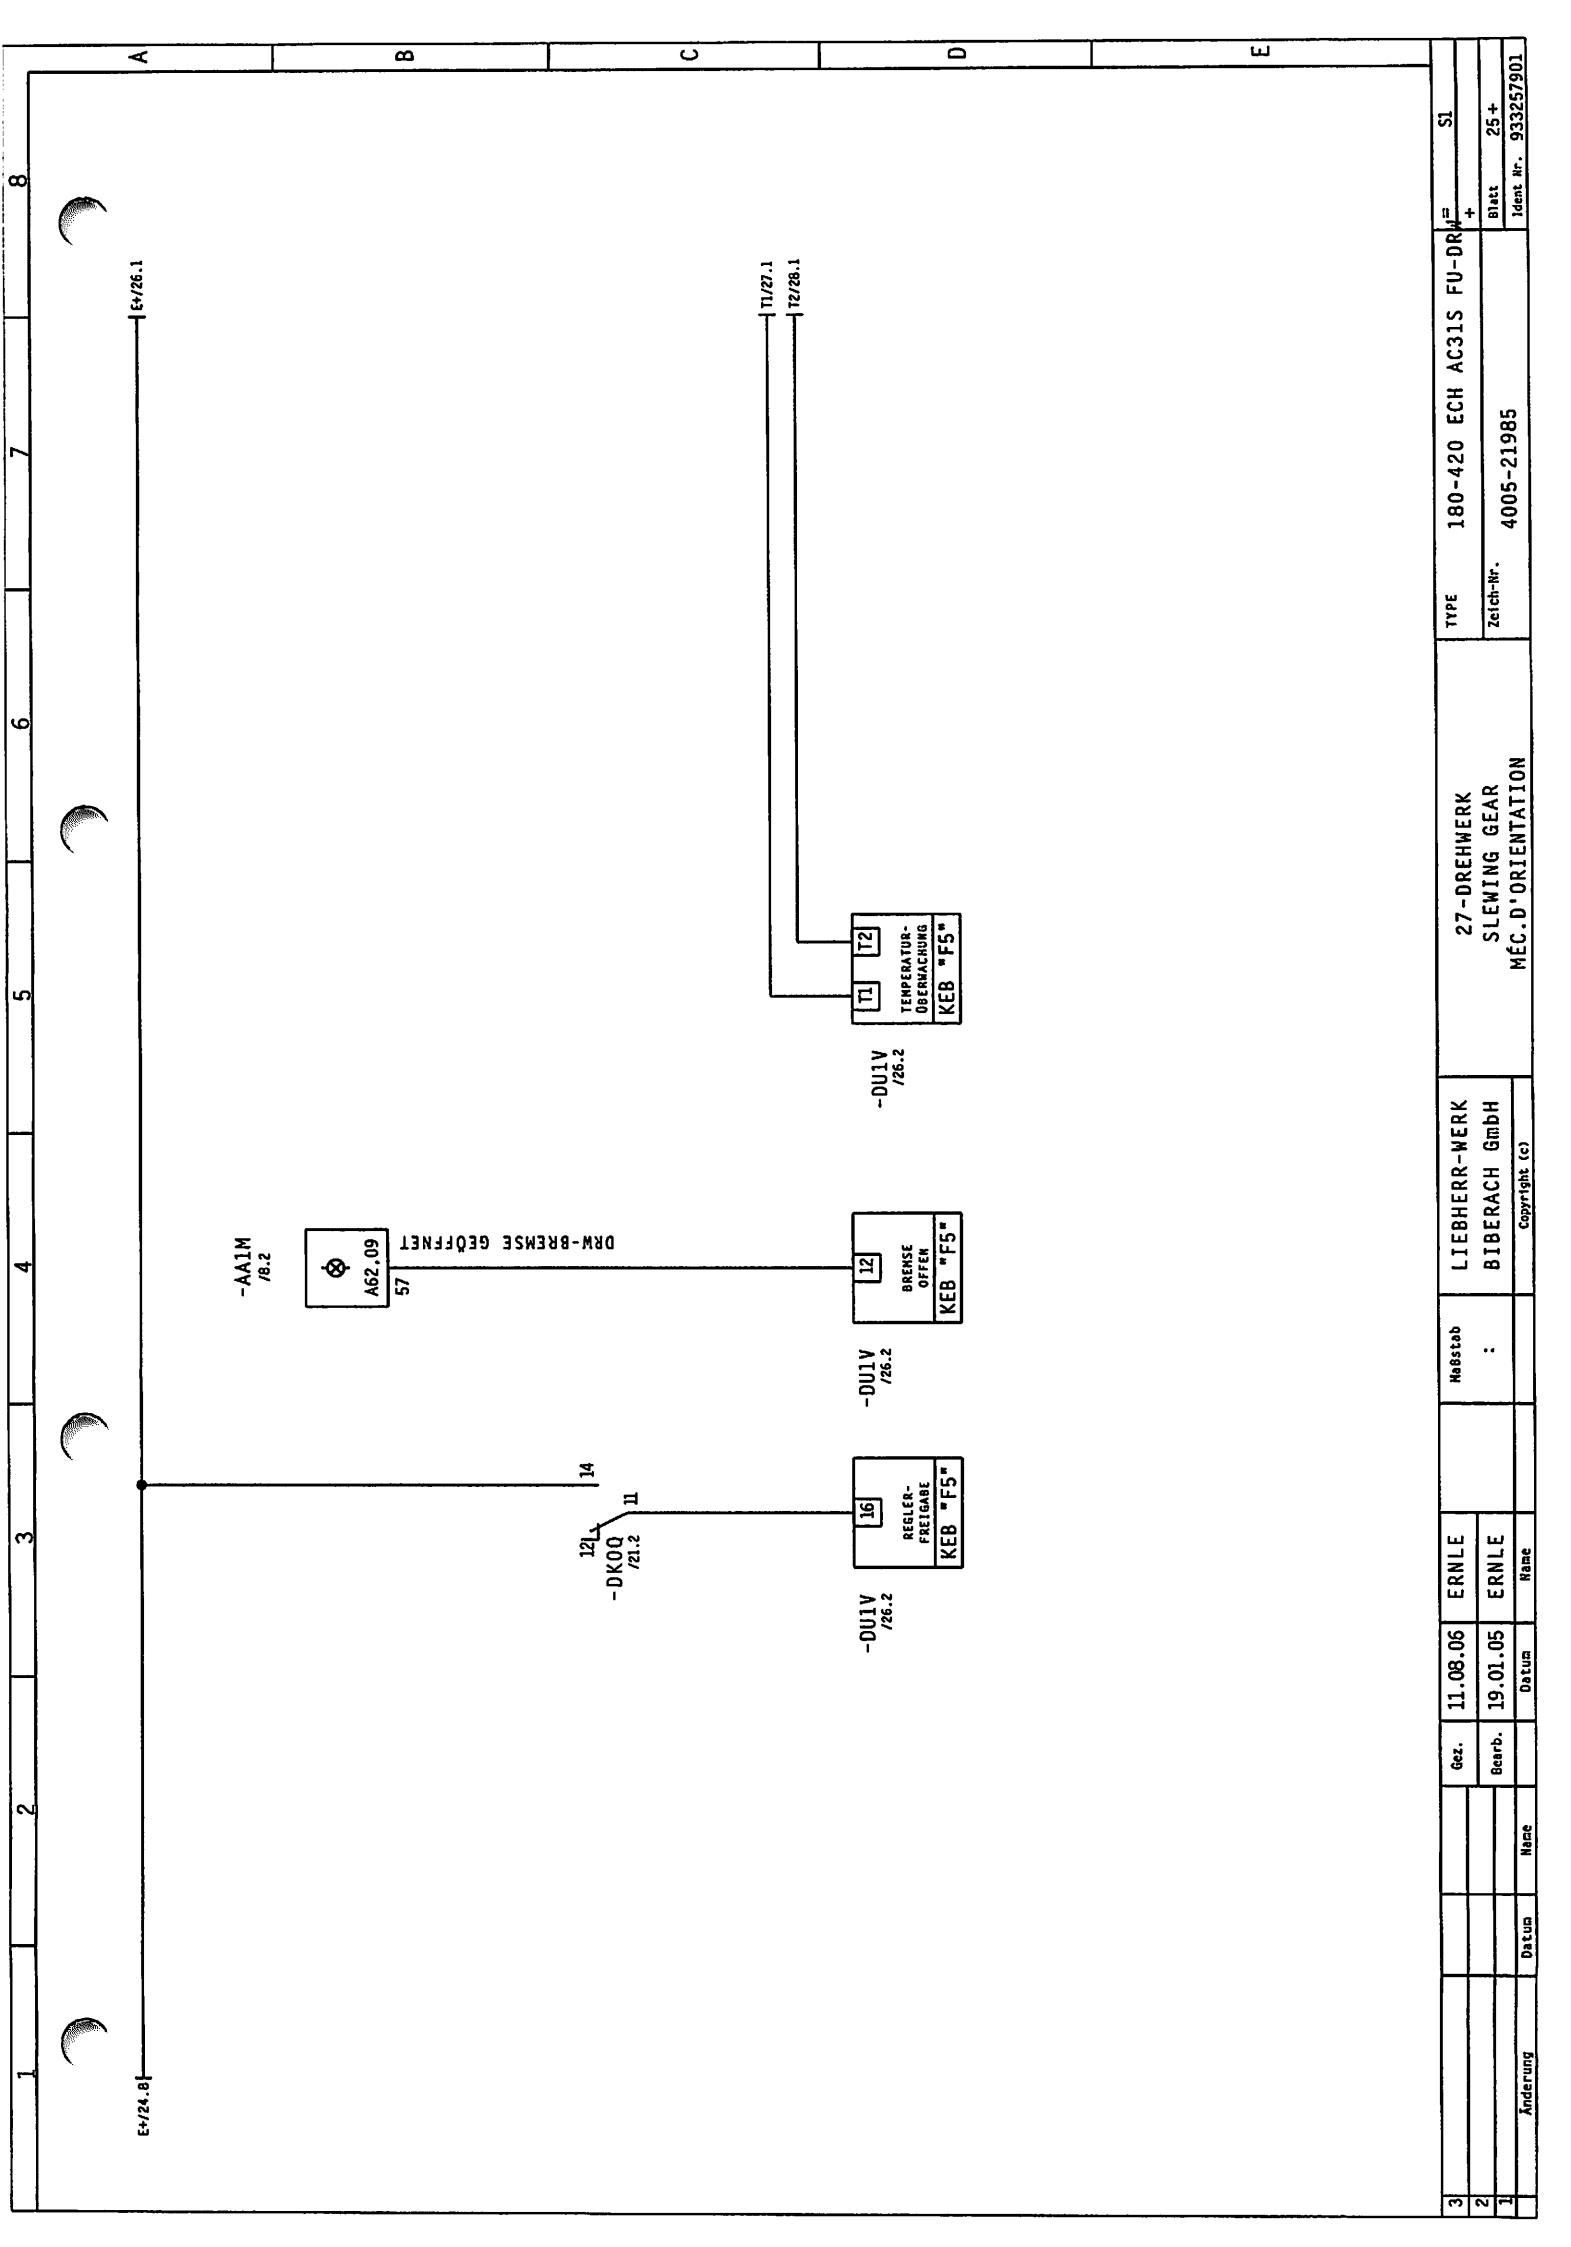 1 2 3 4 5 6 7 8
A
B
C
D
E
E+/24.8
E+/26.1
-AA1M
/8.2
A62,09
57
DRW-BREMSE GEÖFFNET
14
12
11
-DK0Q
/21.2
T1/27.1
T2/28.1
-DU1V
/26.2
16
REGLER-
FREIGABE
KEB "F5"
-DU1V
/26.2
12
BREMSE
OFFEN
KEB "F5"
-DU1V
/26.2
T1
T2
TEMPERATUR-
ÜBERWACHUNG
KEB "F5"
3
2
1
Änderung
Datum
Name
Gez.
11.08.06
ERNLE
Bearb.
19.01.05
ERNLE
Datum
Name
Maßstab
:
LIEBHERR-WERK
BIBERACH GmbH
Copyright (c)
27-DREHWERK
SLEWING GEAR
MÉC.D'ORIENTATION
TYPE
180-420 ECH AC31S FU-DRW
Zeich-Nr.
4005-21985
= S1
+
Blatt 25+
Ident Nr. 933257901